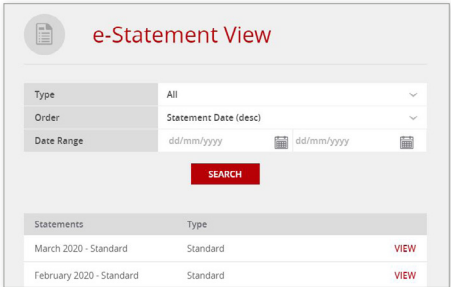 e-Statement View
Type All
Order Statement Date (desc)
Date Range dd/mm/yyyy dd/mm/yyyy
SEARCH
Statements Type
March 2020 - Standard Standard VIEW
February 2020 - Standard Standard VIEW